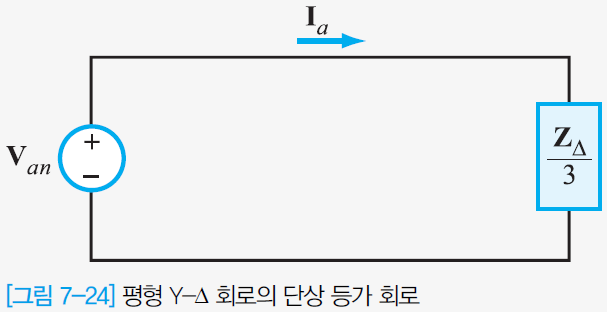 I_a
V_an
+
−
Z_Δ
3
[그림 7-24] 평형 Y-Δ 회로의 단상 등가 회로